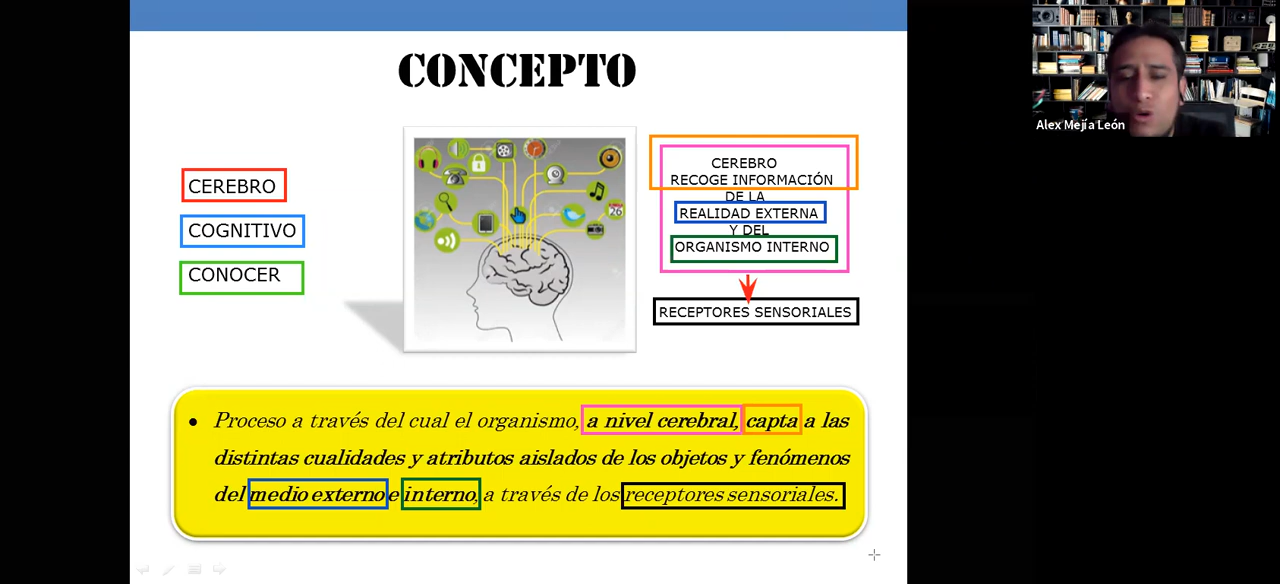 CONCEPTO
CEREBRO
COGNITIVO
CONOCER
26
CEREBRO
RECOGE INFORMACIÓN
DE LA
REALIDAD EXTERNA
Y DEL
ORGANISMO INTERNO
RECEPTORES SENSORIALES
• Proceso a través del cual el organismo, a nivel cerebral, capta a las
distintas cualidades y atributos aislados de los objetos y fenómenos
del medio externo e interno, a través de los receptores sensoriales.
Alex Mejía León